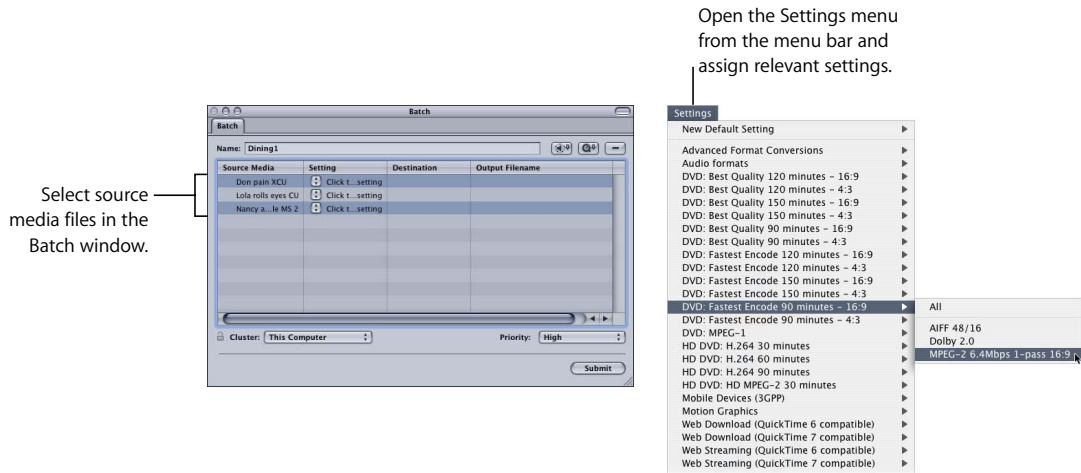 Open the Settings menu
from the menu bar and
assign relevant settings.
Select source
media files in the
Batch window.
Batch
Batch
Name: Dining1
Source Media Setting Destination Output Filename
Don pain XCU Click t...setting
Lola rolls eyes CU Click t...setting
Nancy a...le MS 2 Click t...setting
Cluster: This Computer Priority: High
Submit
Settings
New Default Setting
Advanced Format Conversions
Audio formats
DVD: Best Quality 120 minutes – 16:9
DVD: Best Quality 120 minutes – 4:3
DVD: Best Quality 150 minutes – 16:9
DVD: Best Quality 150 minutes – 4:3
DVD: Best Quality 90 minutes – 16:9
DVD: Best Quality 90 minutes – 4:3
DVD: Fastest Encode 120 minutes – 16:9
DVD: Fastest Encode 120 minutes – 4:3
DVD: Fastest Encode 150 minutes – 16:9
DVD: Fastest Encode 150 minutes – 4:3
DVD: Fastest Encode 90 minutes – 16:9
DVD: Fastest Encode 90 minutes – 4:3
DVD: MPEG-1
HD DVD: H.264 30 minutes
HD DVD: H.264 60 minutes
HD DVD: H.264 90 minutes
HD DVD: HD MPEG-2 30 minutes
Mobile Devices (3GPP)
Motion Graphics
Web Download (QuickTime 6 compatible)
Web Download (QuickTime 7 compatible)
Web Streaming (QuickTime 6 compatible)
Web Streaming (QuickTime 7 compatible)
All
AIFF 48/16
Dolby 2.0
MPEG-2 6.4Mbps 1-pass 16:9